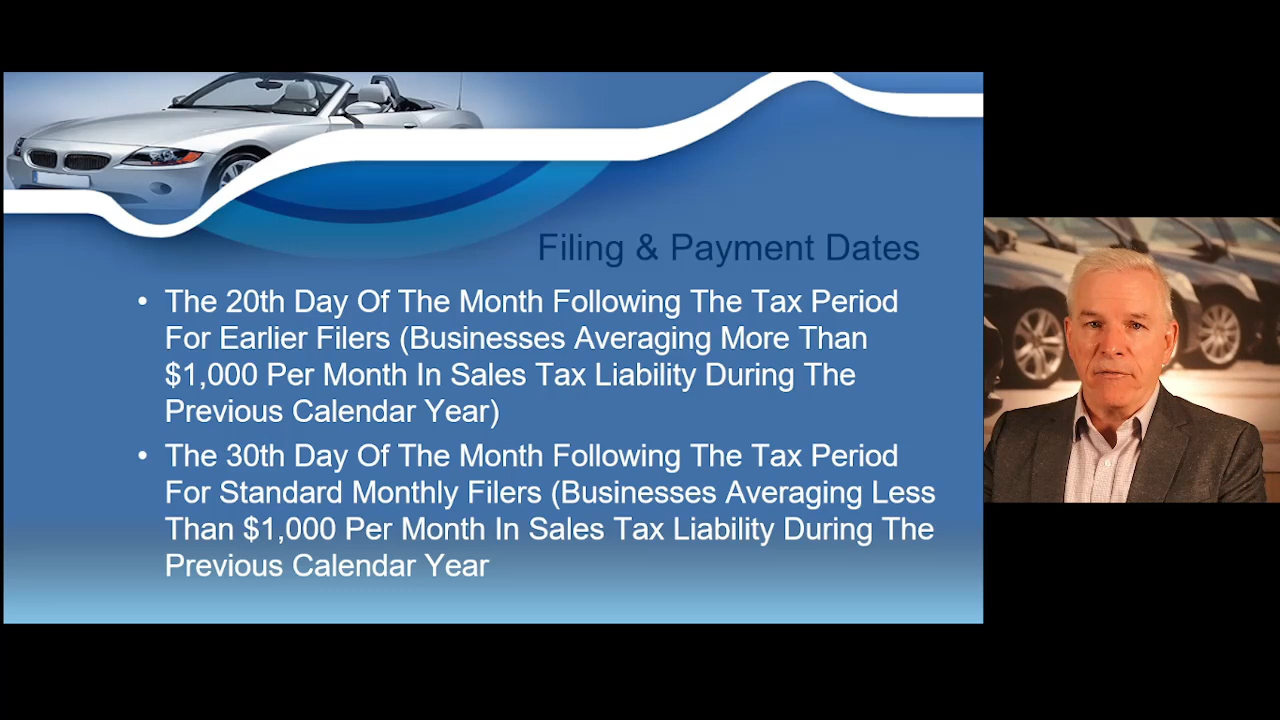 Filing & Payment Dates
• The 20th Day Of The Month Following The Tax Period
For Earlier Filers (Businesses Averaging More Than
$1,000 Per Month In Sales Tax Liability During The
Previous Calendar Year)
• The 30th Day Of The Month Following The Tax Period
For Standard Monthly Filers (Businesses Averaging Less
Than $1,000 Per Month In Sales Tax Liability During The
Previous Calendar Year